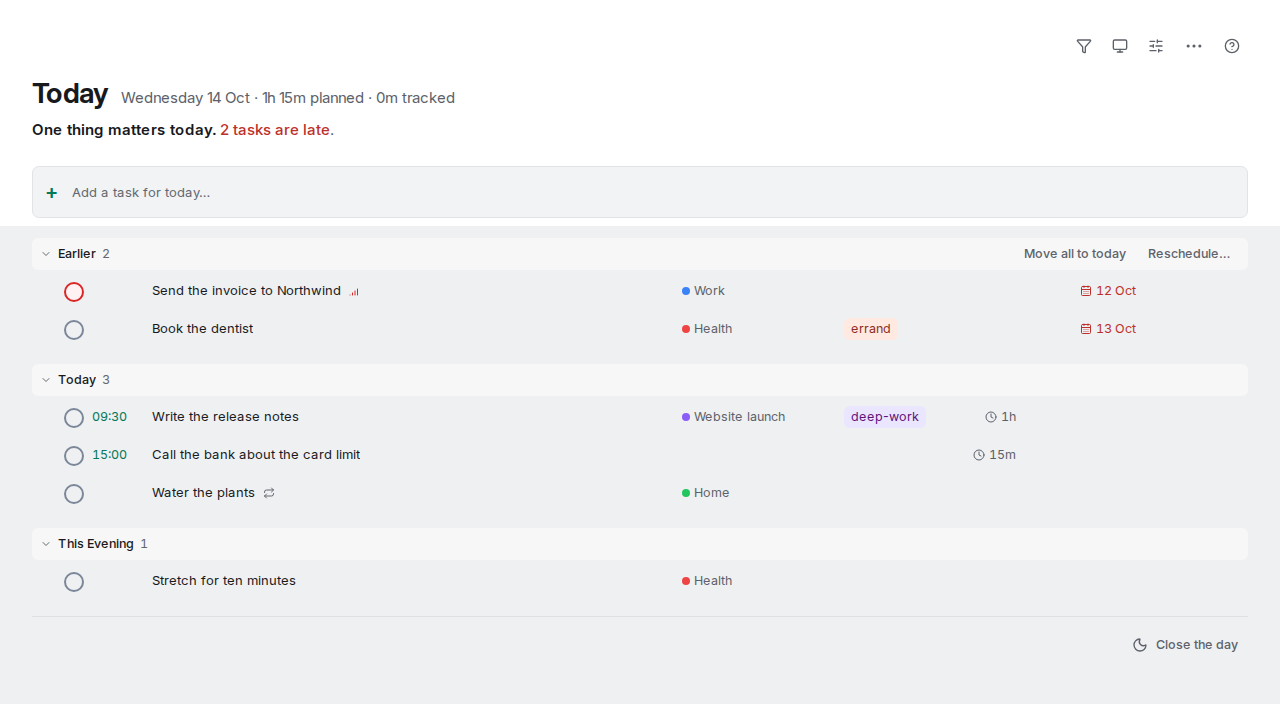 Today Wednesday 14 Oct · 1h 15m planned · 0m tracked
One thing matters today. 2 tasks are late.
+ Add a task for today...
Earlier 2 Move all to today Reschedule...
Send the invoice to Northwind Work 12 Oct
Book the dentist Health errand 13 Oct
Today 3
09:30 Write the release notes Website launch deep-work 1h
15:00 Call the bank about the card limit 15m
Water the plants Home
This Evening 1
Stretch for ten minutes Health
Close the day